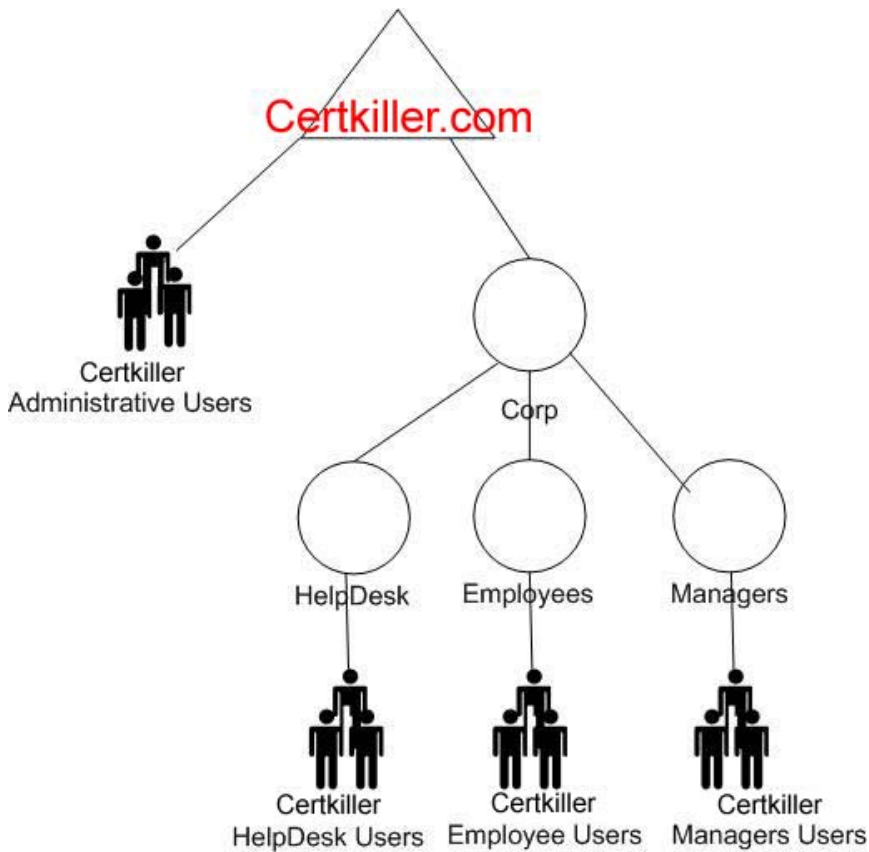 Certkiller.com
Certkiller
Administrative Users
Corp
HelpDesk
Employees
Managers
Certkiller
HelpDesk Users
Certkiller
Employee Users
Certkiller
Managers Users